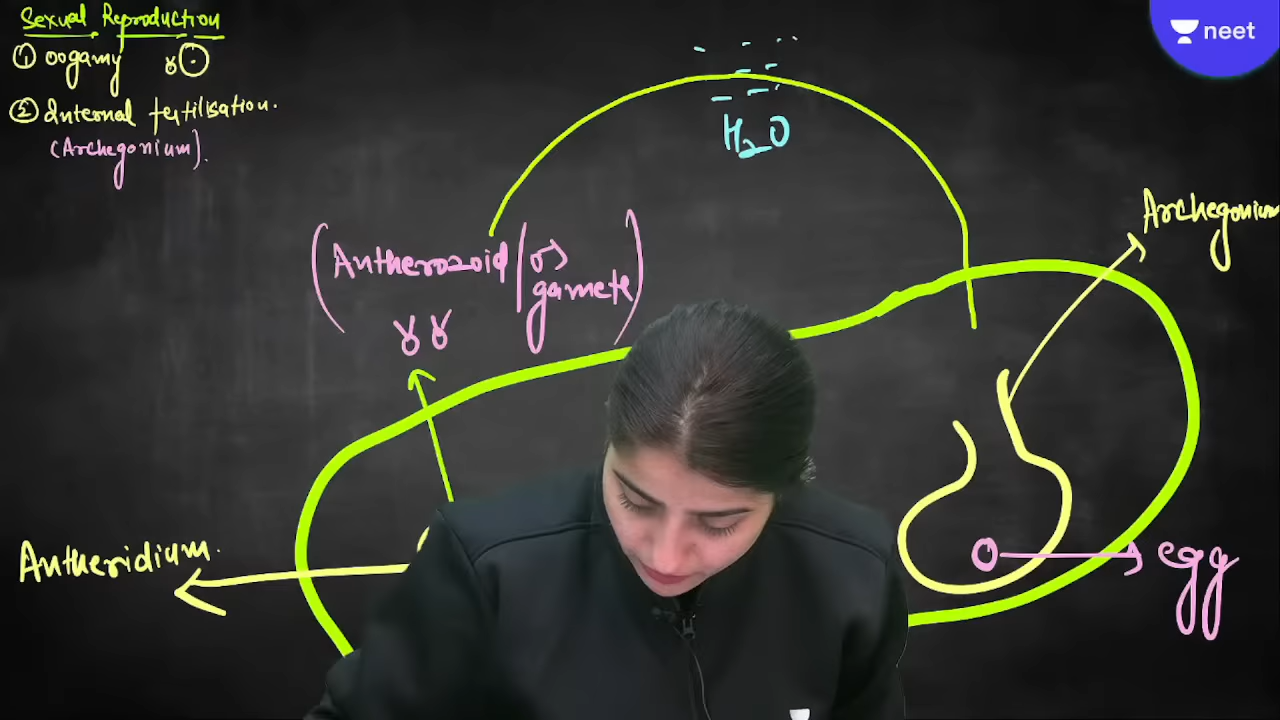 Sexual Reproduction
① oogamy
② Internal fertilisation.
(Archegonium).
neet
H₂O
Archegonium
(Antherozoid/♂
gamete)
Antheridium.
egg